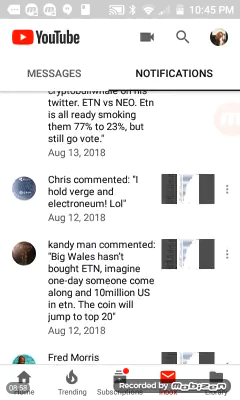 10:45 PM
YouTube
MESSAGES NOTIFICATIONS
cryptoballwhale on his
twitter. ETN vs NEO. Etn
is all ready smoking
them 77% to 23%, but
still go vote."
Aug 13, 2018
Chris commented: "I
hold verge and
electroneum! Lol"
Aug 12, 2018
kandy man commented:
"Big Wales hasn't
bought ETN, imagine
one-day someone come
along and 10million US
in etn. The coin will
jump to top 20"
Aug 12, 2018
Fred Morris
08:58
Home Trending Subscriptions Inbox Library
Recorded by mobizen